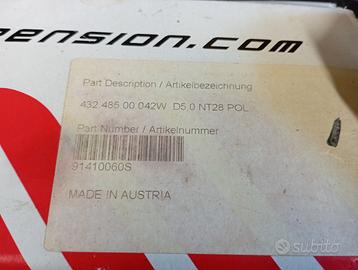 pension.com
Part Description / Artikelbezeichnung
432 485 00 042W D5.0 NT28 POL
Part Number / Artikelnummer
91410060S
MADE IN AUSTRIA
subito